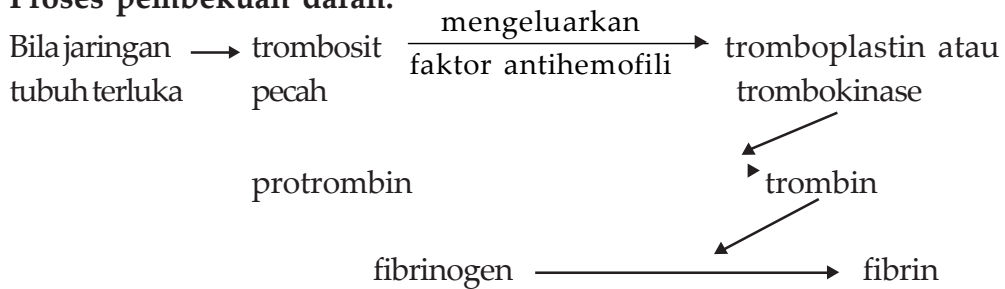 Proses pembekuan darah:
Bila jaringan trombosit mengeluarkan tromboplastin atau
tubuh terluka pecah faktor antihemofili trombokinase
protrombin trombin
fibrinogen fibrin